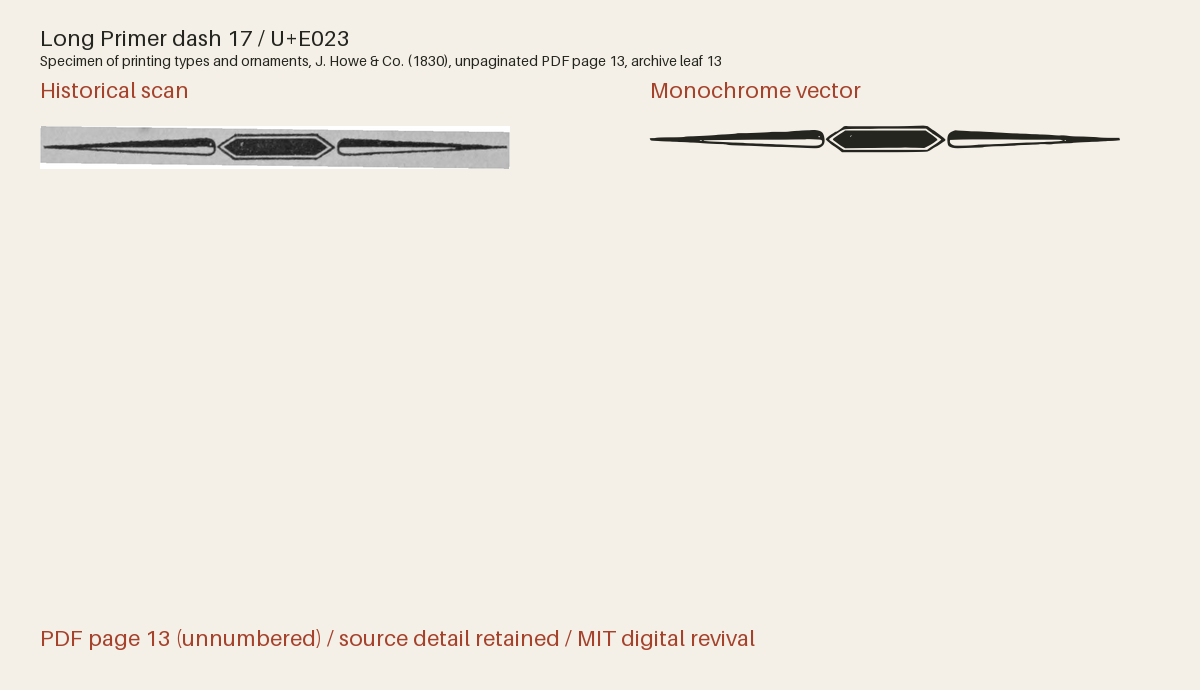 Long Primer dash 17 / U+E023
Specimen of printing types and ornaments, J. Howe & Co. (1830), unpaginated PDF page 13, archive leaf 13
Historical scan
Monochrome vector
PDF page 13 (unnumbered) / source detail retained / MIT digital revival